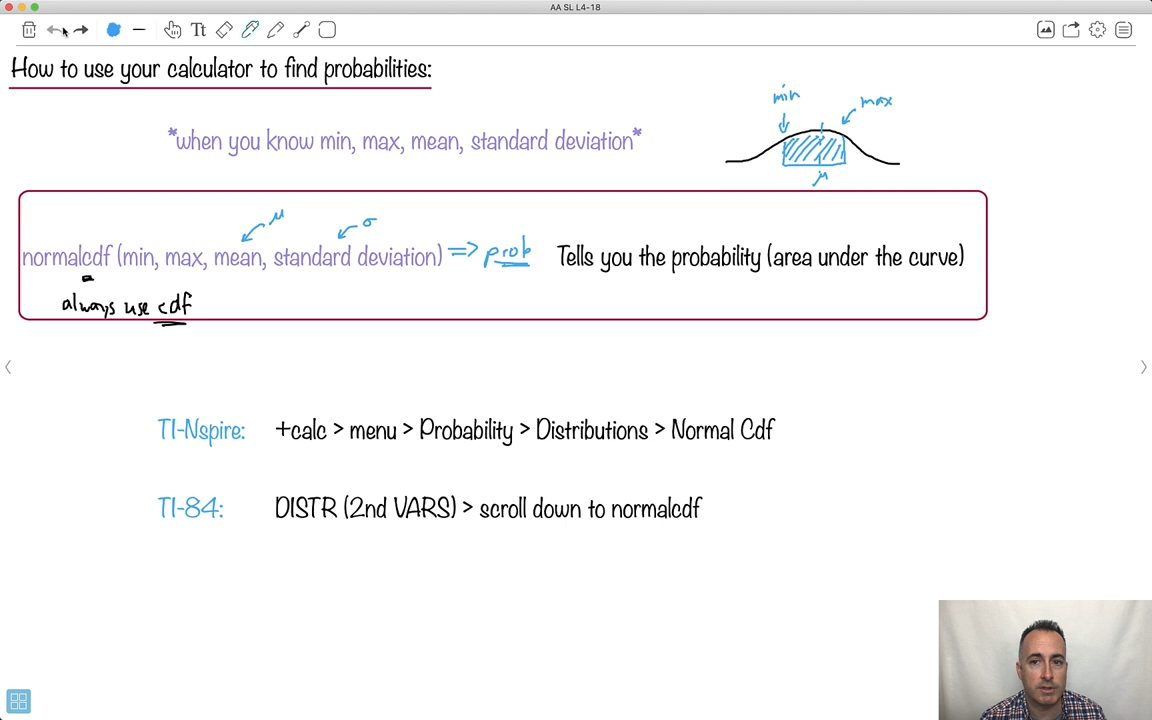 AA SL L4-18
Tt
How to use your calculator to find probabilities:
min
max
*when you know min, max, mean, standard deviation*
μ
μ
σ
normalcdf (min, max, mean, standard deviation) => prob Tells you the probability (area under the curve)
always use cdf
TI-Nspire: +calc > menu > Probability > Distributions > Normal Cdf
TI-84: DISTR (2nd VARS) > scroll down to normalcdf